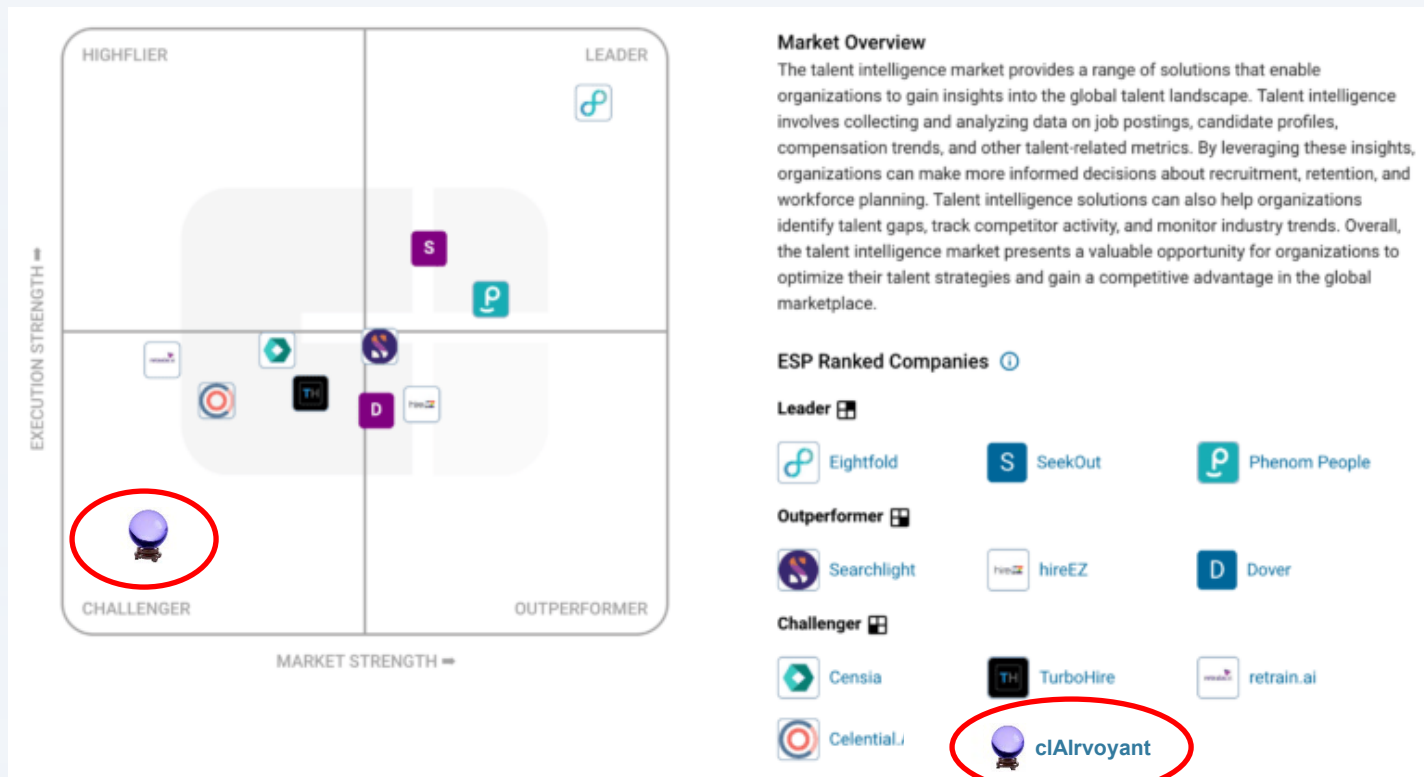 HIGHFLIER
LEADER
S
EXECUTION STRENGTH ➡
TH
D
hire
CHALLENGER
OUTPERFORMER
MARKET STRENGTH ➡
Market Overview
The talent intelligence market provides a range of solutions that enable
organizations to gain insights into the global talent landscape. Talent intelligence
involves collecting and analyzing data on job postings, candidate profiles,
compensation trends, and other talent-related metrics. By leveraging these insights,
organizations can make more informed decisions about recruitment, retention, and
workforce planning. Talent intelligence solutions can also help organizations
identify talent gaps, track competitor activity, and monitor industry trends. Overall,
the talent intelligence market presents a valuable opportunity for organizations to
optimize their talent strategies and gain a competitive advantage in the global
marketplace.
ESP Ranked Companies
Leader
Eightfold
S SeekOut
Phenom People
Outperformer
Searchlight
hireEZ
D Dover
Challenger
Censia
TH TurboHire
retrain.ai
Celential.
clAIrvoyant